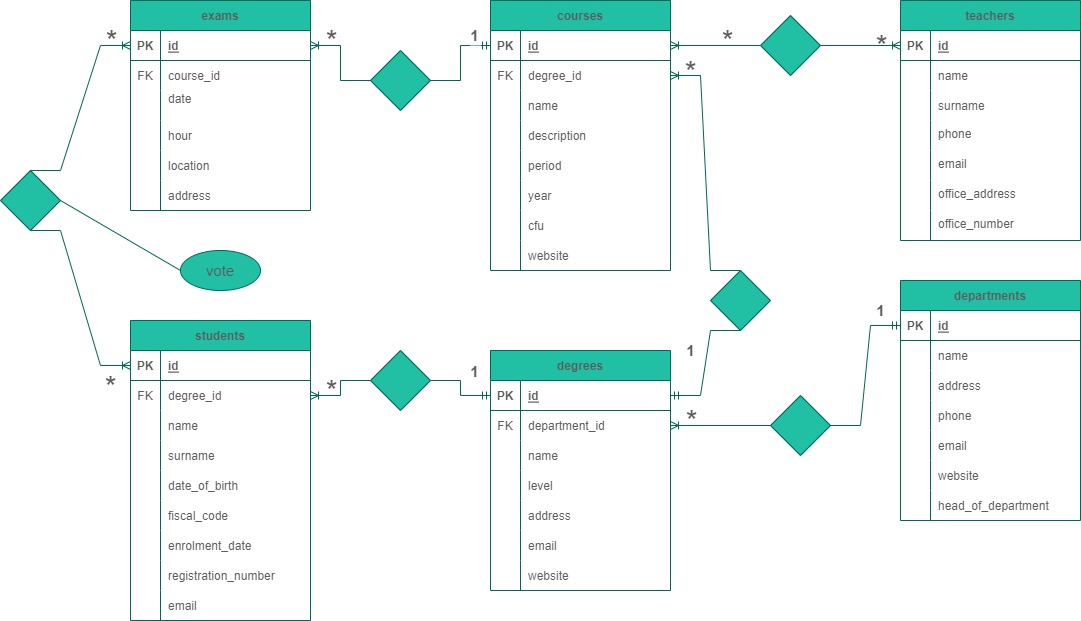 exams
PK id
FK course_id
date
hour
location
address
courses
PK id
FK degree_id
name
description
period
year
cfu
website
teachers
PK id
name
surname
phone
email
office_address
office_number
* * 1 * *
*
vote
students
PK id
FK degree_id
name
surname
date_of_birth
fiscal_code
enrolment_date
registration_number
email
degrees
PK id
FK department_id
name
level
address
email
website
departments
PK id
name
address
phone
email
website
head_of_department
* * 1 1 * 1